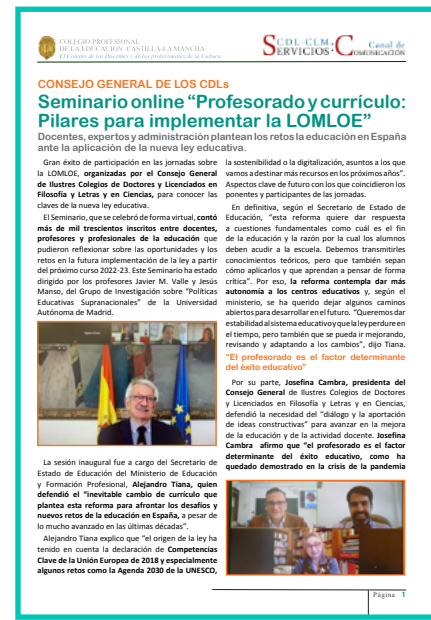 COLEGIO PROFESIONAL
DE LA EDUCACIÓN CASTILLA-LA MANCHA
El Colegio de los Docentes y de los profesionales de la Cultura
SCDL-CLM
SERVICIOS:
Canal de
COMUNICACIÓN
CONSEJO GENERAL DE LOS CDLs
Seminario online “Profesorado y currículo:
Pilares para implementar la LOMLOE”
Docentes, expertos y administración plantean los retos la educación en España
ante la aplicación de la nueva ley educativa.
Gran éxito de participación en las jornadas sobre
la LOMLOE, organizadas por el Consejo General
de Ilustres Colegios de Doctores y Licenciados en
Filosofía y Letras y en Ciencias, para conocer las
claves de la nueva ley educativa.
El Seminario, que se celebró de forma virtual, contó
más de mil trescientos inscritos entre docentes,
profesores y profesionales de la educación que
pudieron reflexionar sobre las oportunidades y los
retos en la futura implementación de la ley a partir
del próximo curso 2022-23. Este Seminario ha estado
dirigido por los profesores Javier M. Valle y Jesús
Manso, del Grupo de Investigación sobre “Políticas
Educativas Supranacionales” de la Universidad
Autónoma de Madrid.
La sesión inaugural fue a cargo del Secretario de
Estado de Educación del Ministerio de Educación
y Formación Profesional, Alejandro Tiana, quien
defendió el “inevitable cambio de currículo que
plantea esta reforma para afrontar los desafíos y
nuevos retos de la educación en España, a pesar de
lo mucho avanzado en las últimas décadas”.
Alejandro Tiana explico que “el origen de la ley ha
tenido en cuenta la declaración de Competencias
Clave de la Unión Europea de 2018 y especialmente
algunos retos como la Agenda 2030 de la UNESCO,
la sostenibilidad o la digitalización, asuntos a los que
vamos a destinar más recursos en los próximos años”.
Aspectos clave de futuro con los que coincidieron los
ponentes y participantes de las jornadas.
En definitiva, según el Secretario de Estado de
Educación, “esta reforma quiere dar respuesta
a cuestiones fundamentales como cuál es el fin
de la educación y la razón por la cual los alumnos
deben acudir a la escuela. Debemos transmitirles
conocimientos teóricos, pero que también sepan
cómo aplicarlos y que aprendan a pensar de forma
crítica”. Por eso, la reforma contempla dar más
autonomía a los centros educativos y, según el
ministerio, se ha querido dejar algunos caminos
abiertos para desarrollar en el futuro. “Queremos dar
estabilidad al sistema educativo y que la ley perdure en
el tiempo, pero también que se pueda ir mejorando,
revisando y adaptando a los cambios”, dijo Tiana.
“El profesorado es el factor determinante
del éxito educativo”
Por su parte, Josefina Cambra, presidenta del
Consejo General de Ilustres Colegios de Doctores
y Licenciados en Filosofía y Letras y en Ciencias,
defendió la necesidad del “diálogo y la aportación
de ideas constructivas” para avanzar en la mejora
de la educación y de la actividad docente. Josefina
Cambra afirmo que “el profesorado es el factor
determinante del éxito educativo, como ha
quedado demostrado en la crisis de la pandemia
Página 1